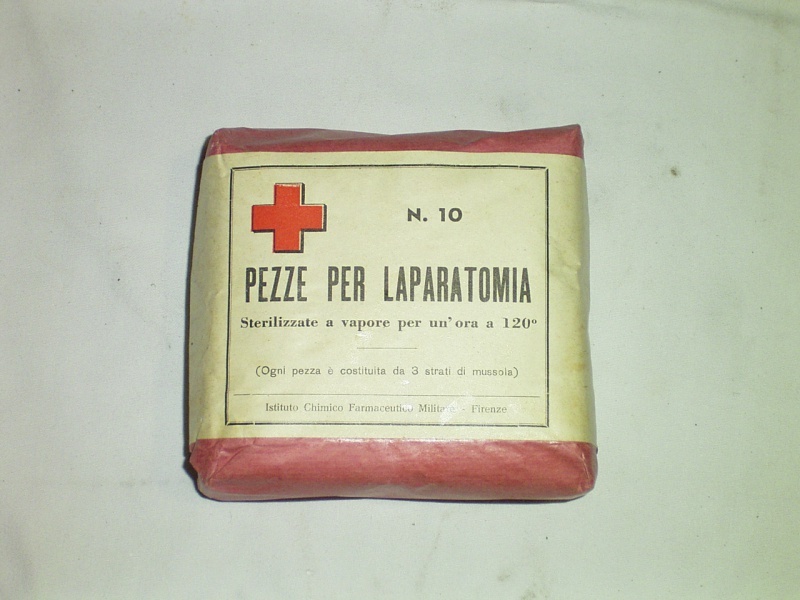 N. 10
PEZZE PER LAPARATOMIA
Sterilizzate a vapore per un'ora a 120º
(Ogni pezza è costituita da 3 strati di mussola)
Istituto Chimico Farmaceutico Militare - Firenze